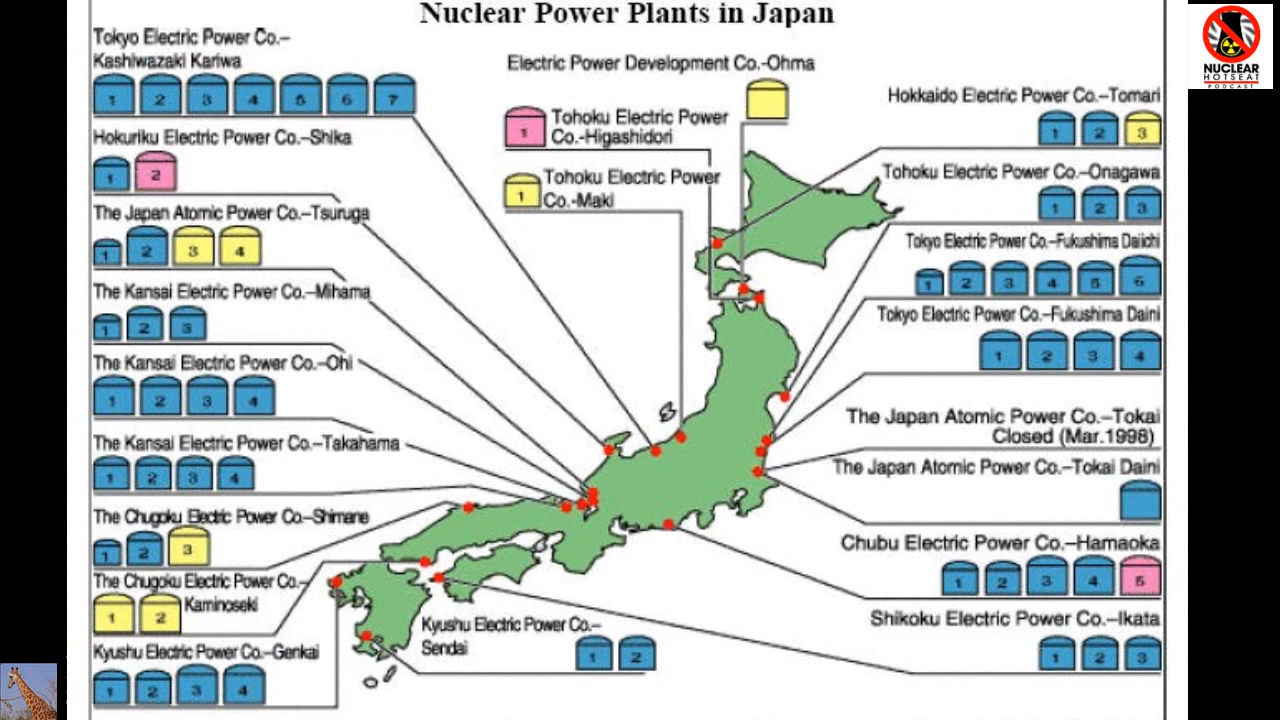 Nuclear Power Plants in Japan
Tokyo Electric Power Co.–
Kashiwazaki Kariwa
1 2 3 4 5 6 7
Hokuriku Electric Power Co.–Shika
1 2
The Japan Atomic Power Co.–Tsuruga
1 2 3 4
The Kansai Electric Power Co.–Mihama
1 2 3
The Kansai Electric Power Co.–Ohi
1 2 3 4
The Kansai Electric Power Co.–Takahama
1 2 3 4
The Chugoku Electric Power Co.–Shimane
1 2 3
The Chugoku Electric Power Co.–
Kaminoseki
1 2
Kyushu Electric Power Co.–Genkai
1 2 3 4
Electric Power Development Co.-Ohma
Tohoku Electric Power
Co.-Higashidori
1
Tohoku Electric Power
Co.-Maki
1
Kyushu Electric Power Co.–
Sendai
1 2
Hokkaido Electric Power Co.–Tomari
1 2 3
Tohoku Electric Power Co.–Onagawa
1 2 3
Tokyo Electric Power Co.–Fukushima Daiichi
1 2 3 4 5 6
Tokyo Electric Power Co.–Fukushima Daini
1 2 3 4
The Japan Atomic Power Co.–Tokai
Closed (Mar.1998)
The Japan Atomic Power Co.–Tokai Daini
Chubu Electric Power Co.–Hamaoka
1 2 3 4 5
Shikoku Electric Power Co.–Ikata
1 2 3
NUCLEAR
HOTSEAT
PODCAST